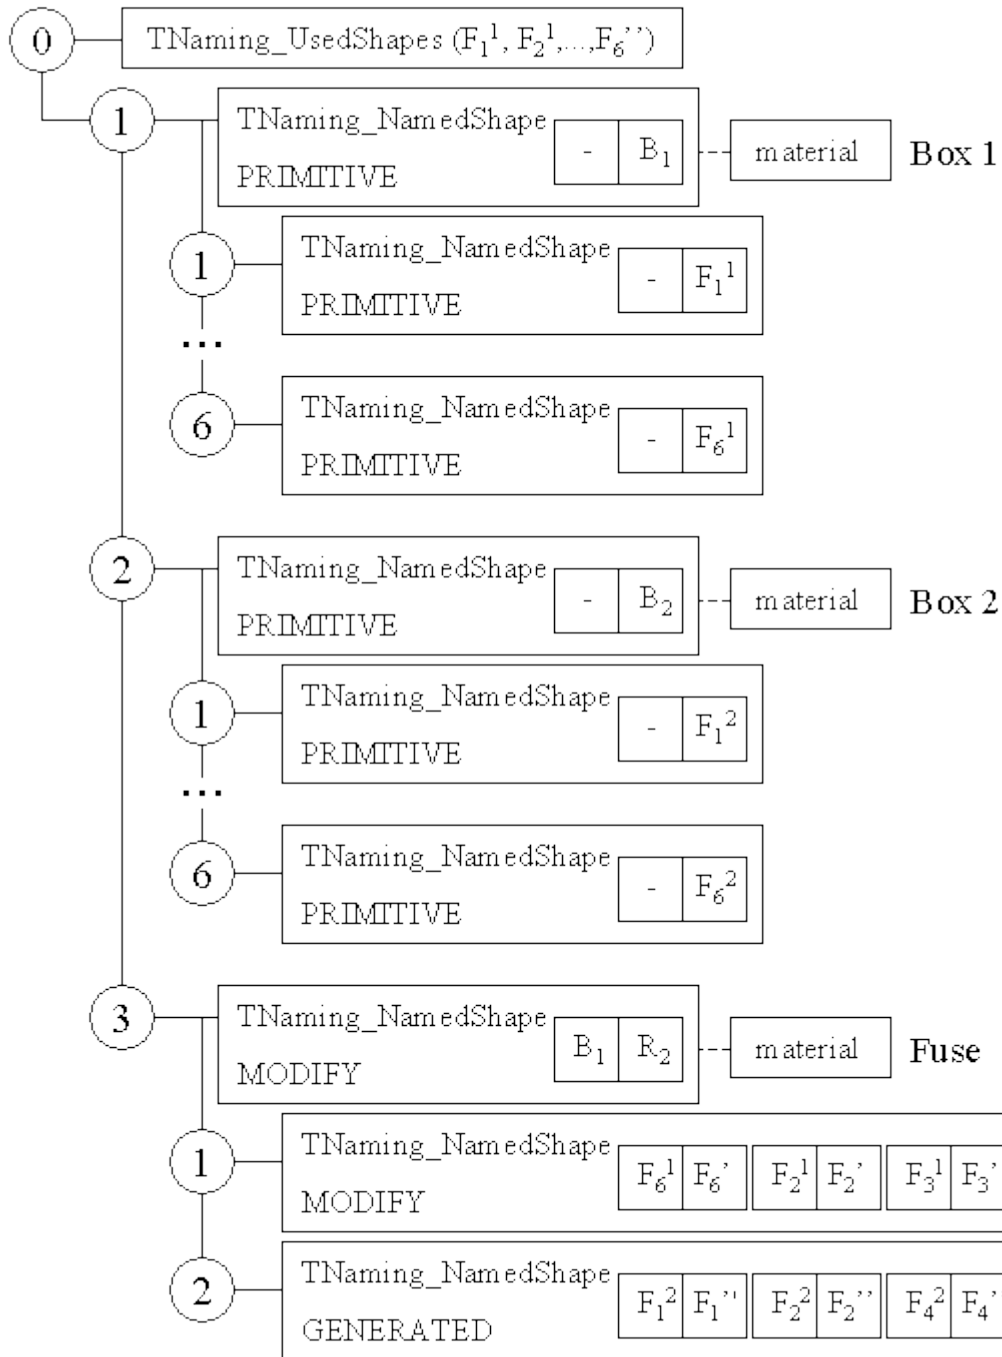 0 TNaming_UsedShapes (F₁¹, F₂¹,...,F₆’’)
1 TNaming_NamedShape
PRIMITIVE - B₁ material Box 1
1 TNaming_NamedShape
PRIMITIVE - F₁¹
...
6 TNaming_NamedShape
PRIMITIVE - F₆¹
2 TNaming_NamedShape
PRIMITIVE - B₂ material Box 2
1 TNaming_NamedShape
PRIMITIVE - F₁²
...
6 TNaming_NamedShape
PRIMITIVE - F₆²
3 TNaming_NamedShape
MODIFY B₁ R₂ material Fuse
1 TNaming_NamedShape
MODIFY F₆¹ F₆’ F₂¹ F₂’ F₃¹ F₃’
2 TNaming_NamedShape
GENERATED F₁² F₁’’ F₂² F₂’’ F₄² F₄’